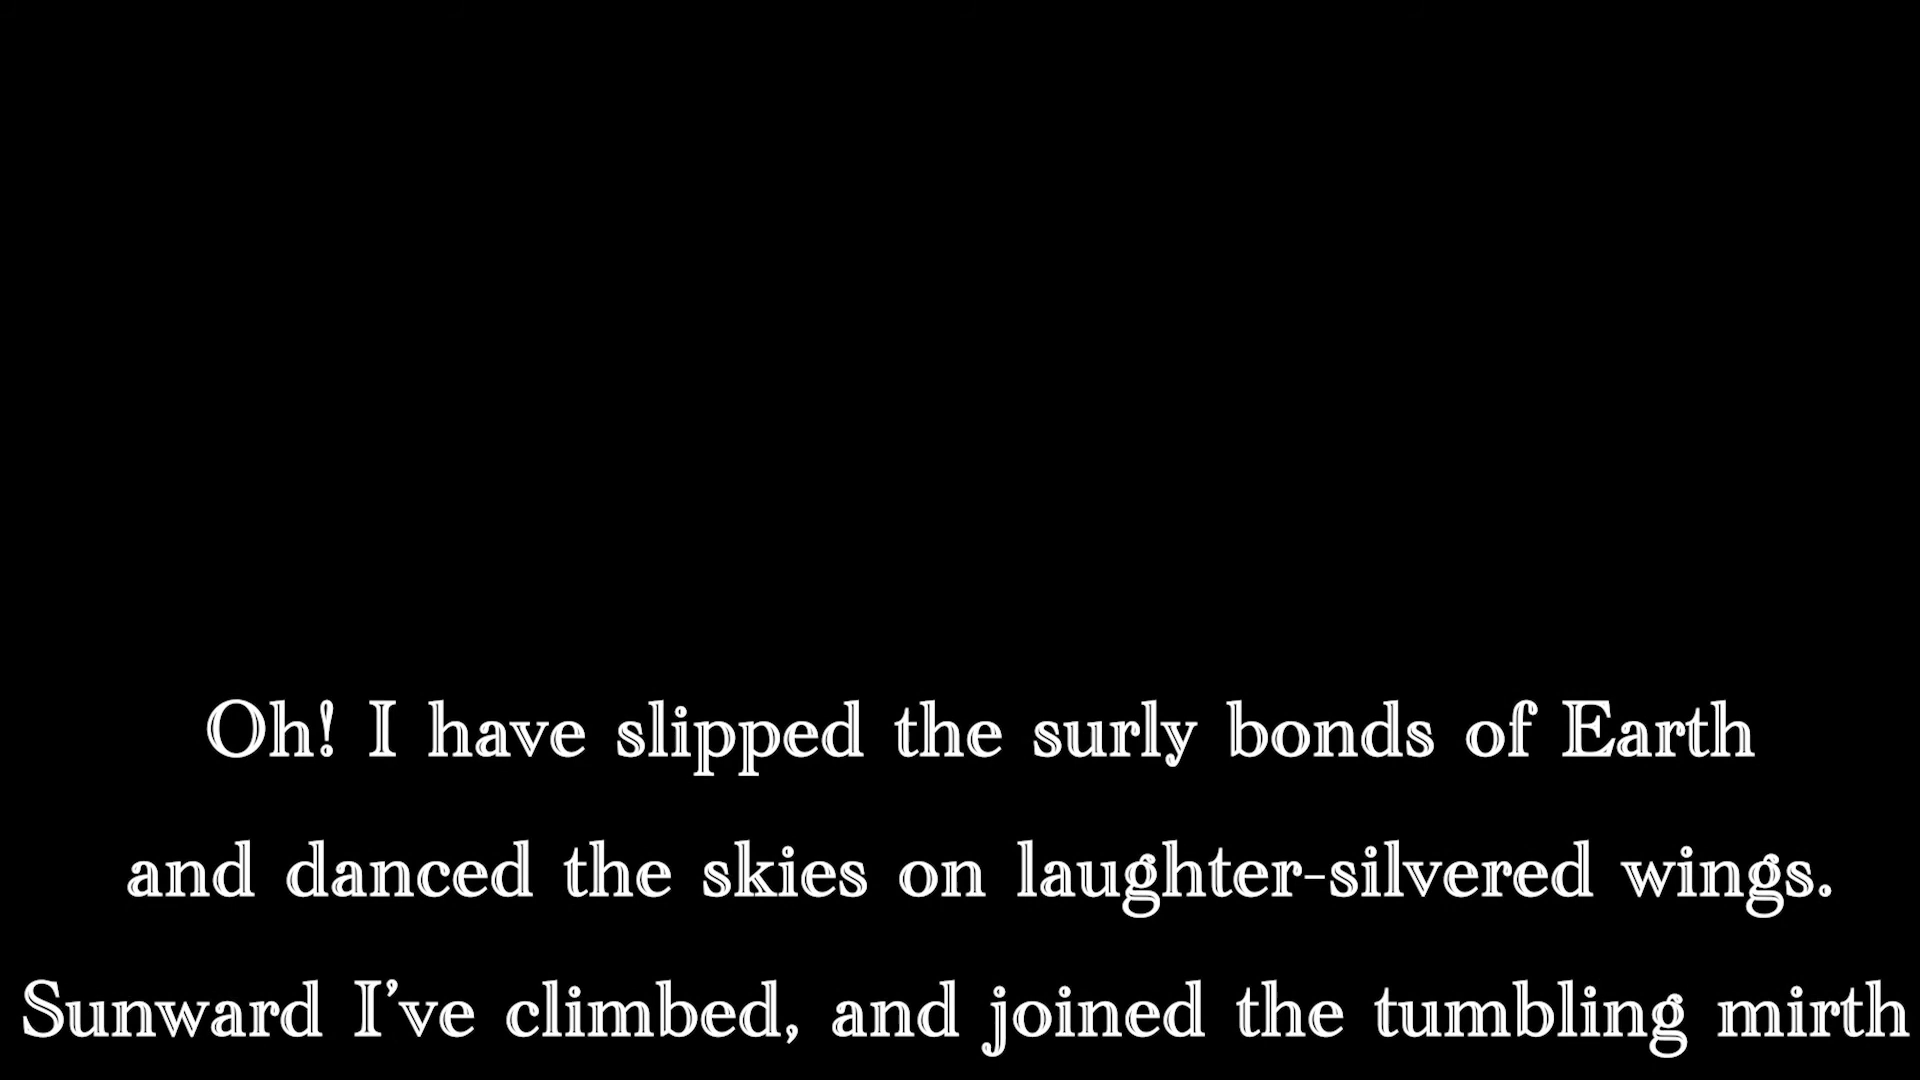 Oh! I have slipped the surly bonds of Earth
and danced the skies on laughter-silvered wings.
Sunward I’ve climbed, and joined the tumbling mirth